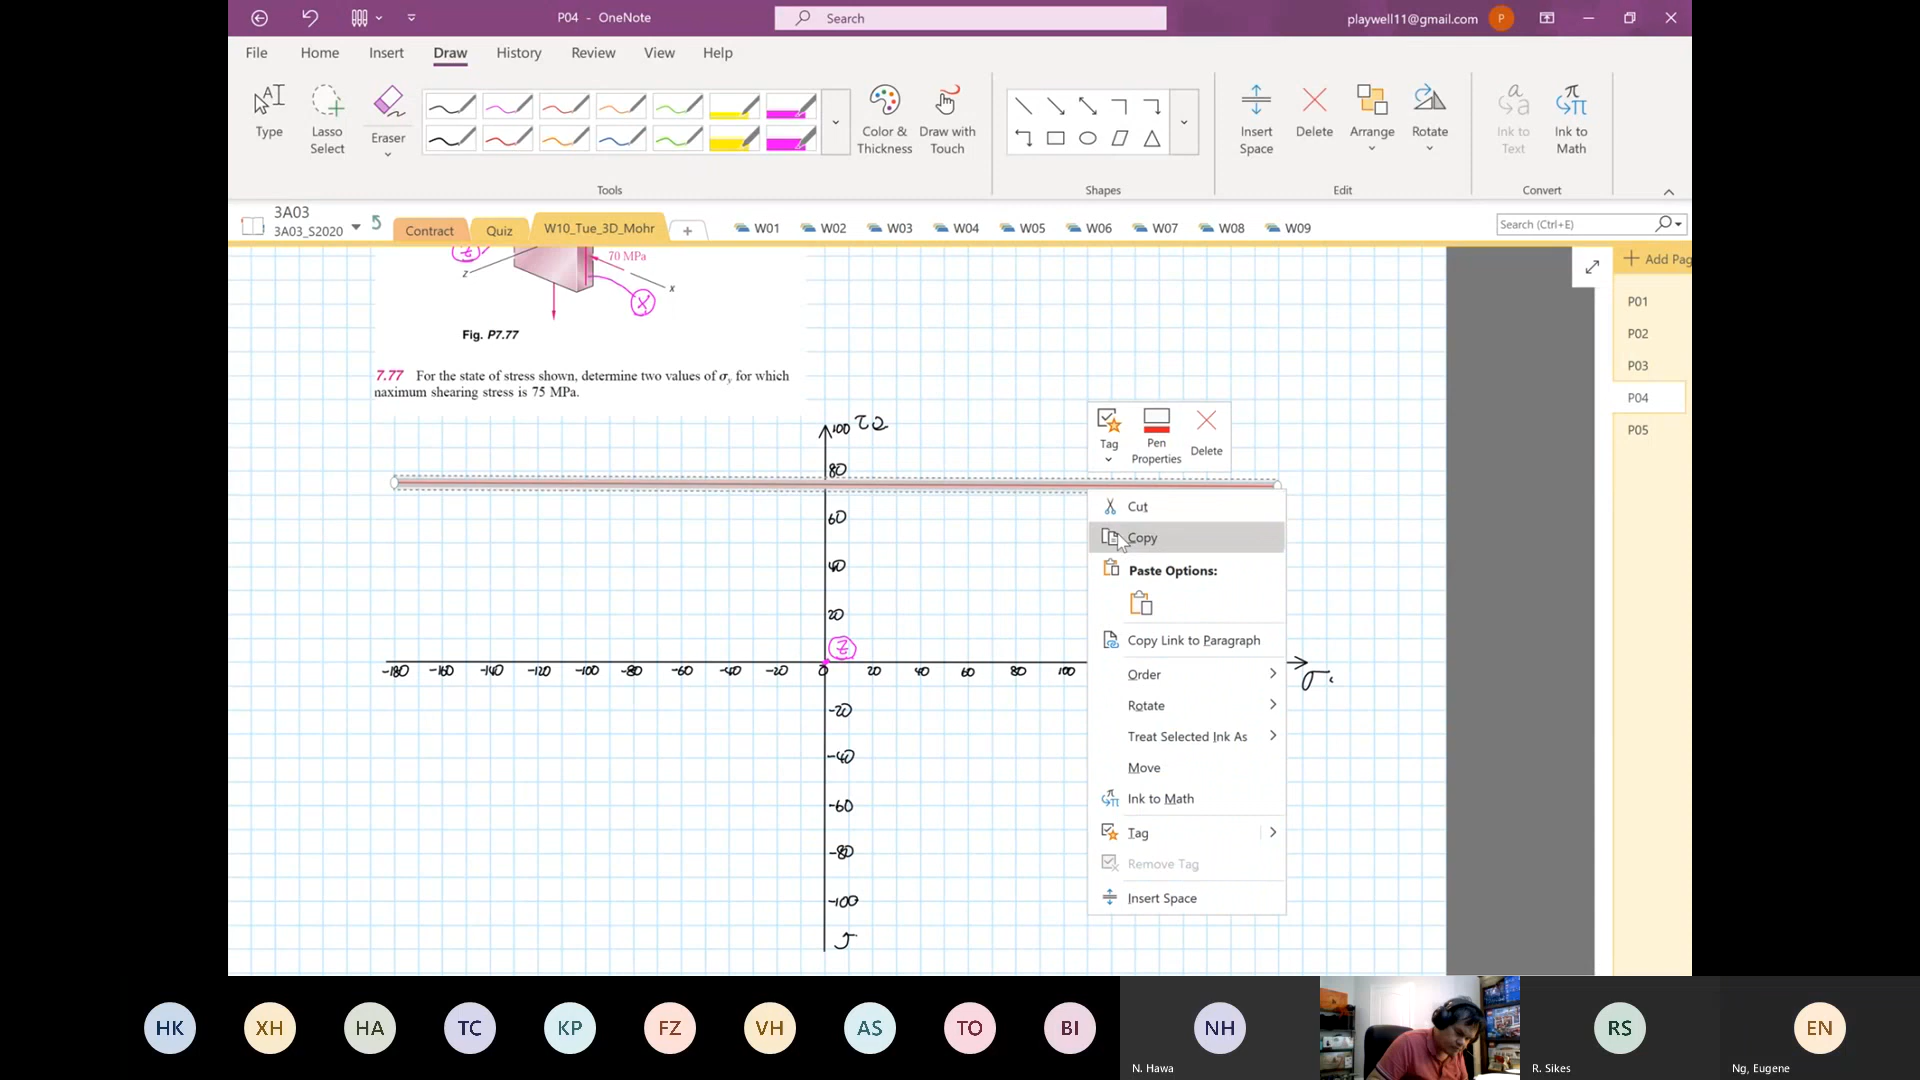 P04 - OneNote
Search
playwell11@gmail.com
P
File
Home
Insert
Draw
History
Review
View
Help
Type
Lasso Select
Eraser
Color & Thickness
Draw with Touch
Insert Space
Delete
Arrange
Rotate
Ink to Text
Ink to Math
Tools
Shapes
Edit
Convert
3A03
3A03_S2020
Contract
Quiz
W10_Tue_3D_Mohr
+
W01
W02
W03
W04
W05
W06
W07
W08
W09
Search (Ctrl+E)
Add Pag
P01
P02
P03
P04
P05
70 MPa
z
x
X
Fig. P7.77
7.77 For the state of stress shown, determine two values of σy for which
naximum shearing stress is 75 MPa.
100
80
60
40
20
Z
-180 -160 -140 -120 -100 -80 -60 -40 -20 0 20 40 60 80 100
σ
-20
-40
-60
-80
-100
Tag
Pen Properties
Delete
Cut
Copy
Paste Options:
Copy Link to Paragraph
Order
Rotate
Treat Selected Ink As
Move
Ink to Math
Tag
Remove Tag
Insert Space
HK
XH
HA
TC
KP
FZ
VH
AS
TO
BI
NH
N. Hawa
RS
R. Sikes
EN
Ng, Eugene